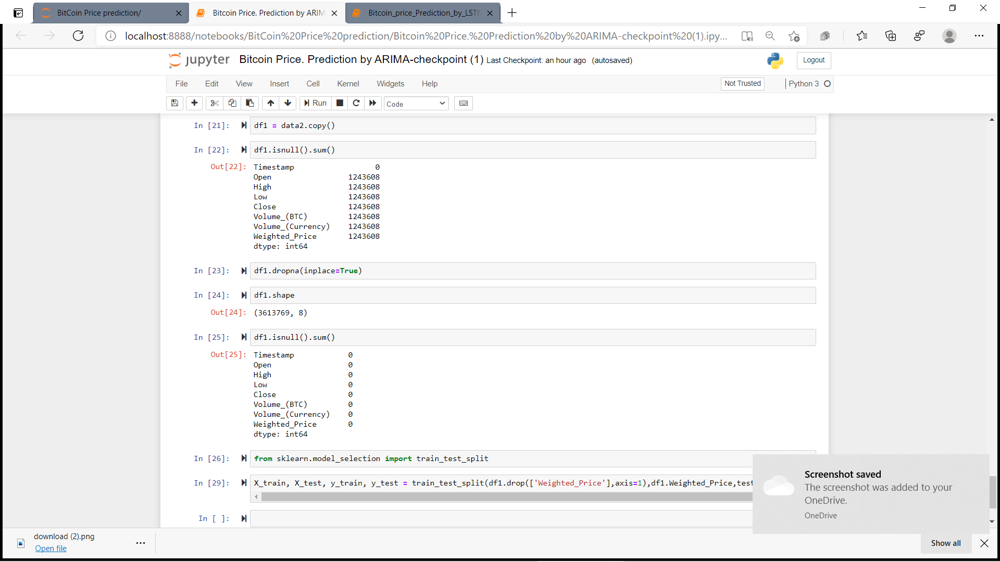 BitCoin Price prediction/
Bitcoin Price. Prediction by ARIM
Bitcoin_price_Prediction_by_LST
localhost:8888/notebooks/BitCoin%20Price%20prediction/Bitcoin%20Price.%20Prediction%20by%20ARIMA-checkpoint%20(1).ipy...
jupyter Bitcoin Price. Prediction by ARIMA-checkpoint (1) Last Checkpoint: an hour ago (autosaved)
Logout
File Edit View Insert Cell Kernel Widgets Help
Not Trusted
Python 3
Run
Code
In [21]: df1 = data2.copy()
In [22]: df1.isnull().sum()
Out[22]: Timestamp 0
Open 1243608
High 1243608
Low 1243608
Close 1243608
Volume_(BTC) 1243608
Volume_(Currency) 1243608
Weighted_Price 1243608
dtype: int64
In [23]: df1.dropna(inplace=True)
In [24]: df1.shape
Out[24]: (3613769, 8)
In [25]: df1.isnull().sum()
Out[25]: Timestamp 0
Open 0
High 0
Low 0
Close 0
Volume_(BTC) 0
Volume_(Currency) 0
Weighted_Price 0
dtype: int64
In [26]: from sklearn.model_selection import train_test_split
In [29]: X_train, X_test, y_train, y_test = train_test_split(df1.drop(['Weighted_Price'],axis=1),df1.Weighted_Price,test
In [ ]:
Screenshot saved
The screenshot was added to your
OneDrive.
OneDrive
download (2).png
Open file
Show all